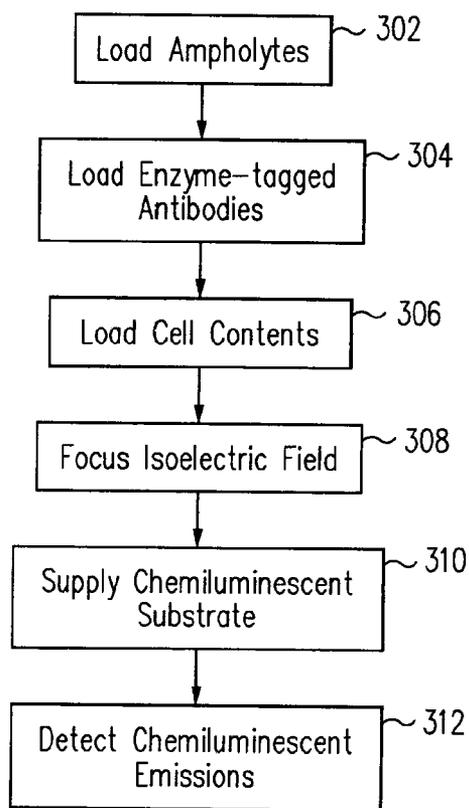 Load Ampholytes
302
Load Enzyme-tagged
Antibodies
304
Load Cell Contents
306
Focus Isoelectric Field
308
Supply Chemiluminescent
Substrate
310
Detect Chemiluminescent
Emissions
312